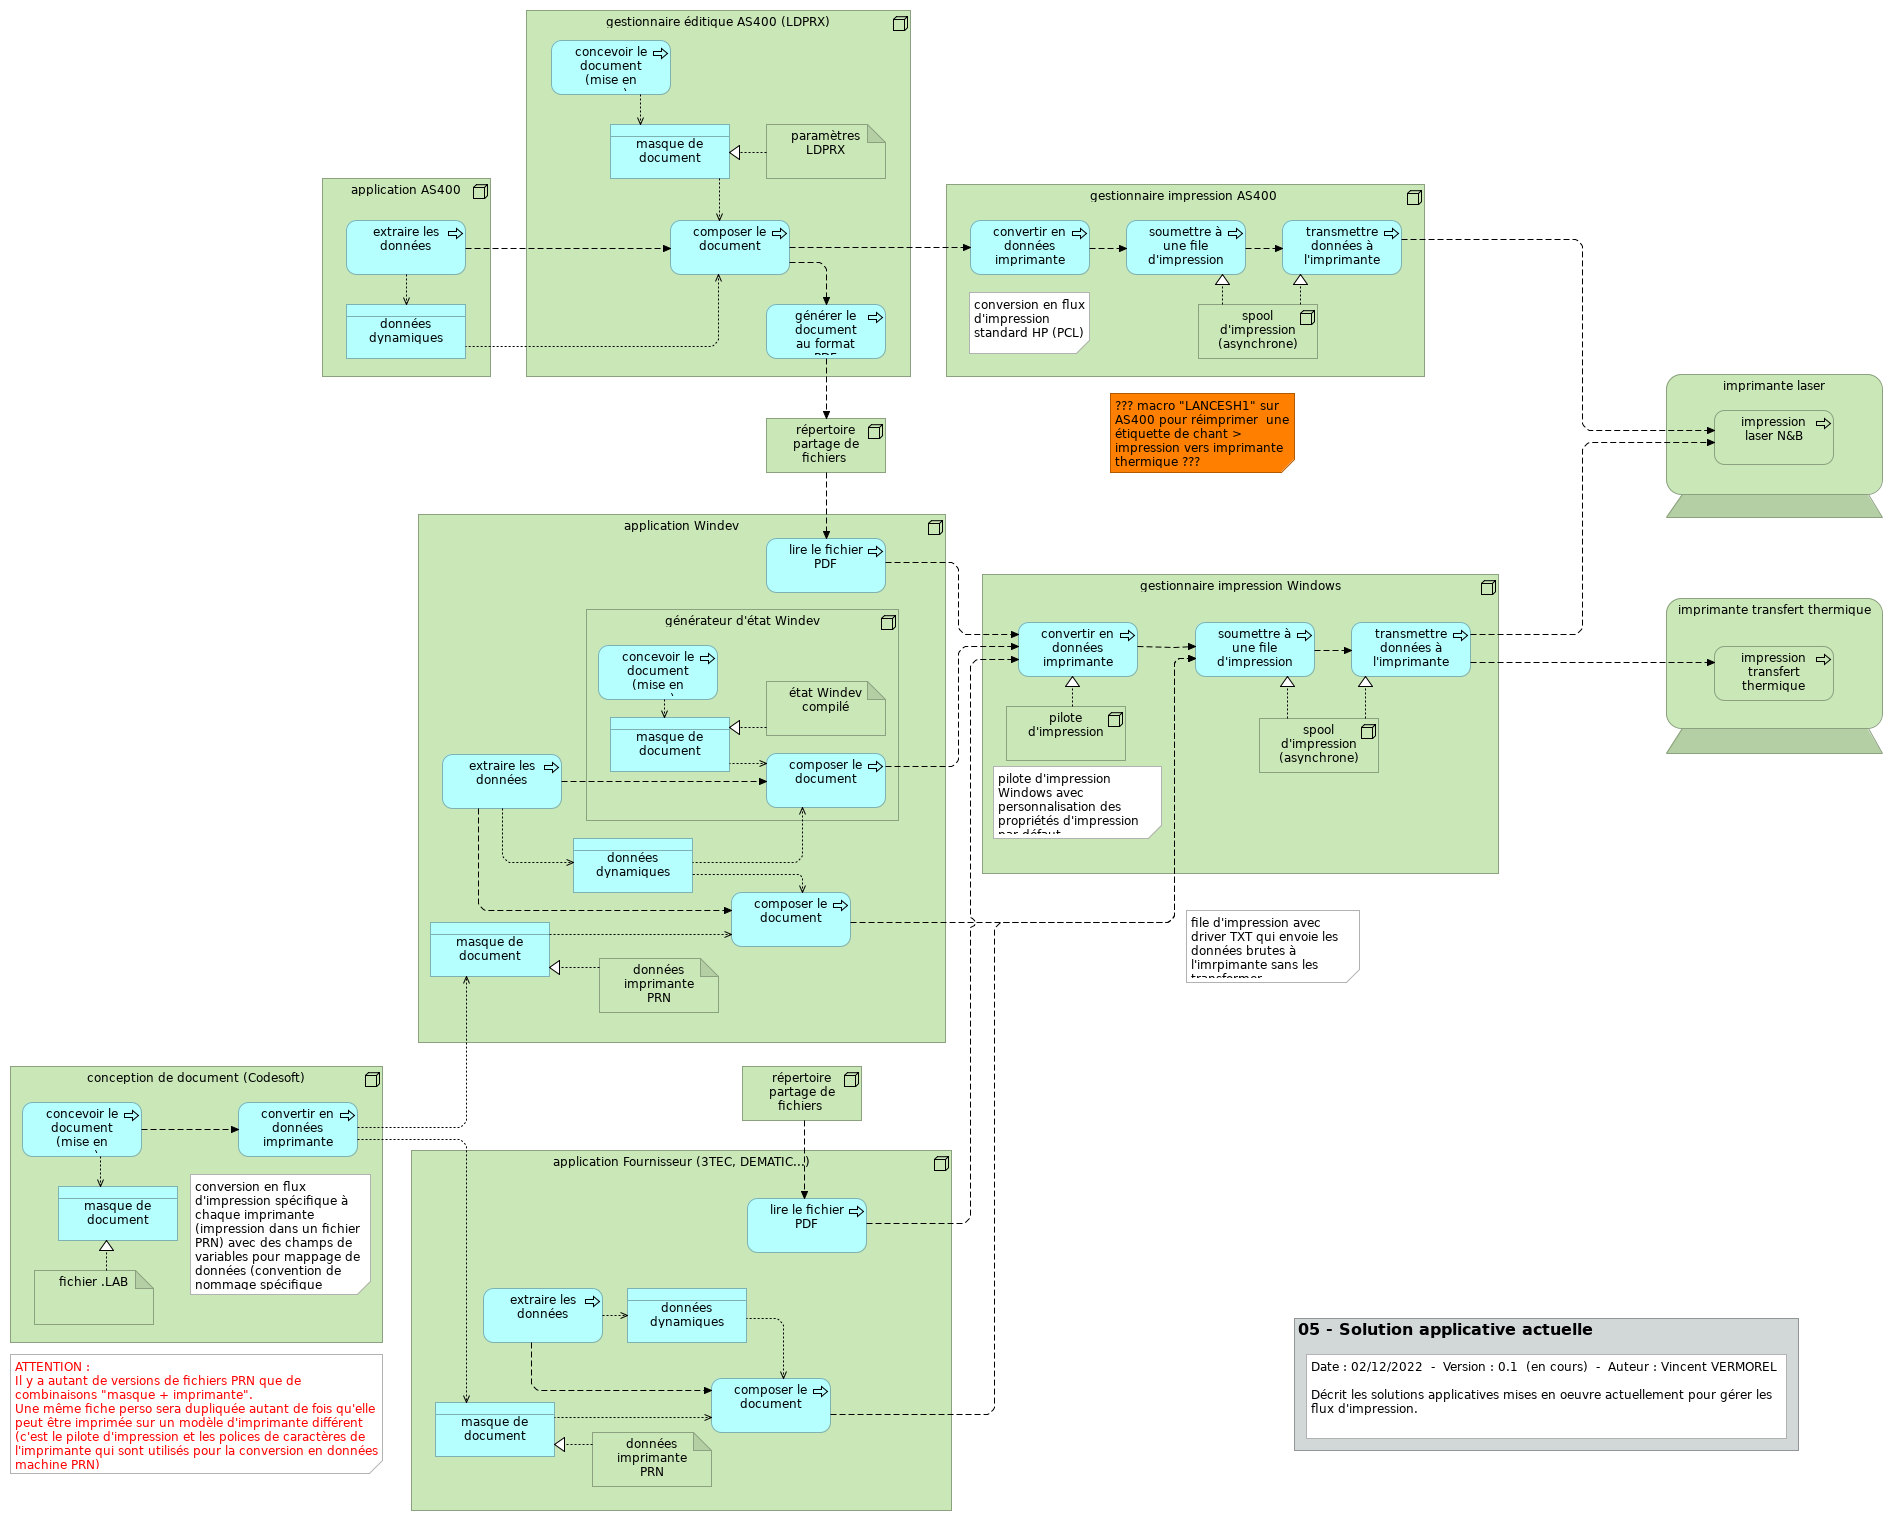 gestionnaire éditique AS400 (LDPRX)
concevoir le
document
(mise en
masque de
document
paramètres
LDPRX
application AS400
extraire les
données
données
dynamiques
composer le
document
générer le
document
au format
PDF
gestionnaire impression AS400
convertir en
données
imprimante
soumettre à
une file
d'impression
transmettre
données à
l'imprimante
conversion en flux
d'impression
standard HP (PCL)
spool
d'impression
(asynchrone)
??? macro "LANCESH1" sur
AS400 pour réimprimer  une
étiquette de chant >
impression vers imprimante
thermique ???
imprimante laser
impression
laser N&B
répertoire
partage de
fichiers
application Windev
lire le fichier
PDF
générateur d'état Windev
concevoir le
document
(mise en
état Windev
compilé
masque de
document
extraire les
données
composer le
document
données
dynamiques
composer le
document
masque de
document
données
imprimante
PRN
gestionnaire impression Windows
convertir en
données
imprimante
soumettre à
une file
d'impression
transmettre
données à
l'imprimante
pilote
d'impression
spool
d'impression
(asynchrone)
pilote d'impression
Windows avec
personnalisation des
propriétés d'impression
par défaut
imprimante transfert thermique
impression
transfert
thermique
file d'impression avec
driver TXT qui envoie les
données brutes à
l'imrpimante sans les
transformer
conception de document (Codesoft)
concevoir le
document
(mise en
convertir en
données
imprimante
masque de
document
fichier .LAB
conversion en flux
d'impression spécifique à
chaque imprimante
(impression dans un fichier
PRN) avec des champs de
variables pour mappage de
données (convention de
nommage spécifique
ATTENTION :
Il y a autant de versions de fichiers PRN que de
combinaisons "masque + imprimante".
Une même fiche perso sera dupliquée autant de fois qu'elle
peut être imprimée sur un modèle d'imprimante différent
(c'est le pilote d'impression et les polices de caractères de
l'imprimante qui sont utilisés pour la conversion en données
machine PRN)
répertoire
partage de
fichiers
application Fournisseur (3TEC, DEMATIC...)
lire le fichier
PDF
extraire les
données
données
dynamiques
composer le
document
masque de
document
données
imprimante
PRN
05 - Solution applicative actuelle
Date : 02/12/2022  -  Version : 0.1  (en cours)  -  Auteur : Vincent VERMOREL
Décrit les solutions applicatives mises en oeuvre actuellement pour gérer les
flux d'impression.